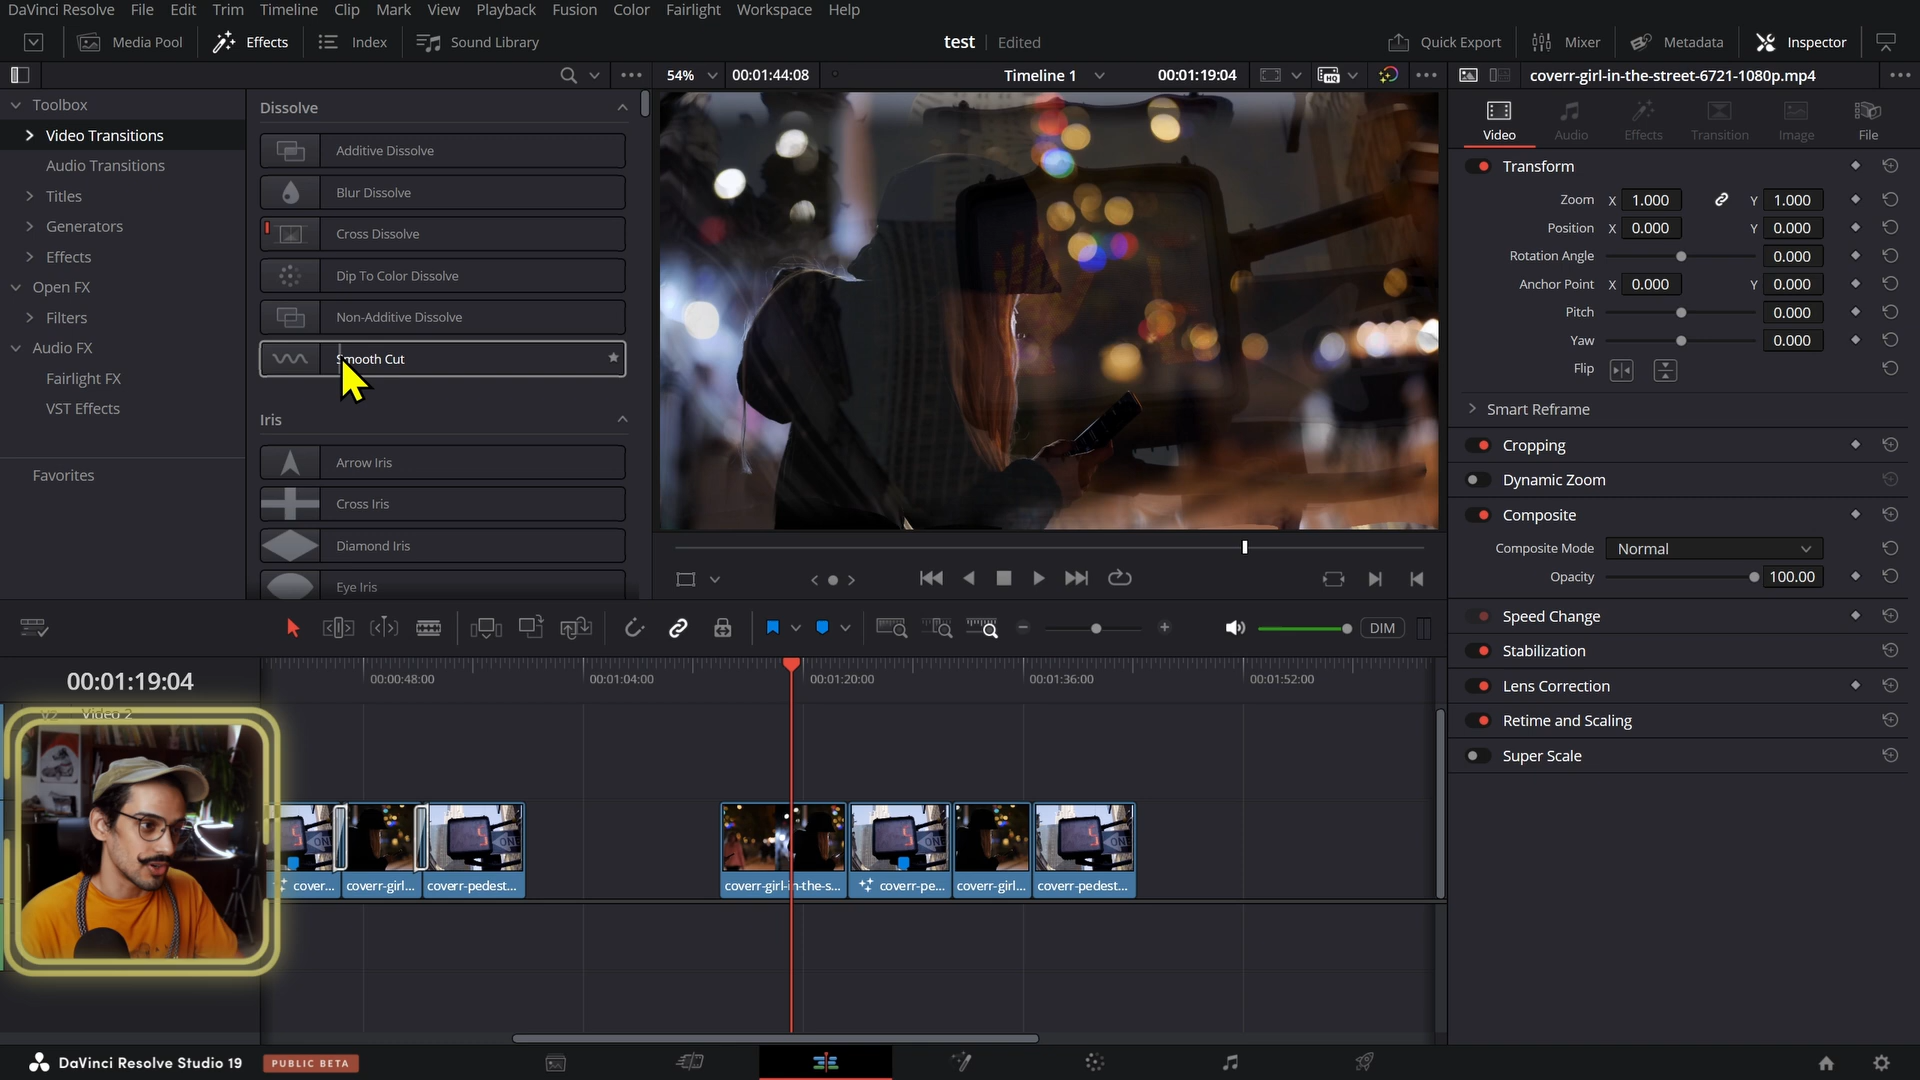 DaVinci Resolve File Edit Trim Timeline Clip Mark View Playback Fusion Color Fairlight Workspace Help
Media Pool Effects Index Sound Library test Edited Quick Export Mixer Metadata Inspector
54% 00:01:44:08 Timeline 1 00:01:19:04 coverr-girl-in-the-street-6721-1080p.mp4
Toolbox
Video Transitions
Audio Transitions
Titles
Generators
Effects
Open FX
Filters
Audio FX
Fairlight FX
VST Effects
Favorites
Dissolve
Additive Dissolve
Blur Dissolve
Cross Dissolve
Dip To Color Dissolve
Non-Additive Dissolve
Smooth Cut
Iris
Arrow Iris
Cross Iris
Diamond Iris
Eye Iris
Video Audio Effects Transition Image File
Transform
Zoom X 1.000 Y 1.000
Position X 0.000 Y 0.000
Rotation Angle 0.000
Anchor Point X 0.000 Y 0.000
Pitch 0.000
Yaw 0.000
Flip
Smart Reframe
Cropping
Dynamic Zoom
Composite
Composite Mode Normal
Opacity 100.00
Speed Change
Stabilization
Lens Correction
Retime and Scaling
Super Scale
DIM
00:01:19:04 00:00:48:00 00:01:04:00 00:01:20:00 00:01:36:00 00:01:52:00
V2 Video 2
cover... coverr-girl... coverr-pedest... coverr-girl-in-the-s... coverr-pe... coverr-girl... coverr-pedest...
DaVinci Resolve Studio 19 PUBLIC BETA